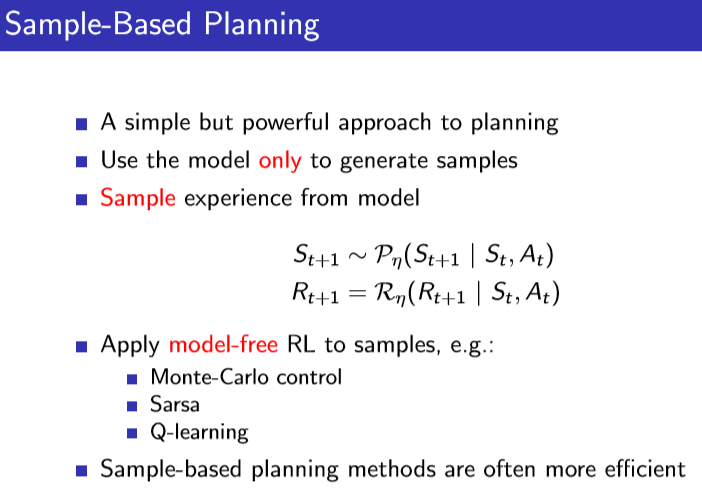 Sample-Based Planning
A simple but powerful approach to planning
Use the model only to generate samples
Sample experience from model
$S_{t+1} \sim \mathcal{P}_\eta(S_{t+1} \mid S_t, A_t)$
$R_{t+1} = \mathcal{R}_\eta(R_{t+1} \mid S_t, A_t)$
Apply model-free RL to samples, e.g.:
Monte-Carlo control
Sarsa
Q-learning
Sample-based planning methods are often more efficient